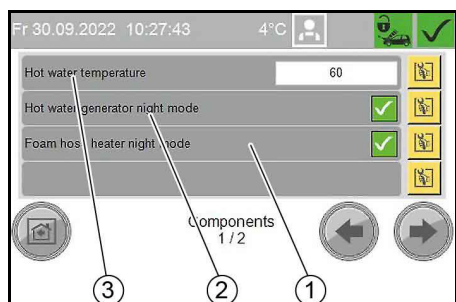 Fr 30.09.2022 10:27:43 4°C
Hot water temperature 60
Hot water generator night mode
Foam hose heater night mode
Components
1 / 2
3 2 1